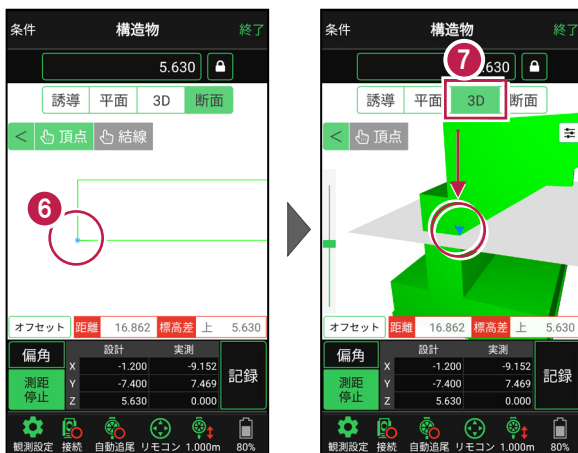 条件 構造物 終了
5.630
誘導 平面 3D 断面
< 頂点 結線
6
オフセット 距離 16.862 標高差 上 5.630
偏角 設計 実測
X -1.200 -9.152
測距停止 Y -7.400 7.469 記録
Z 5.630 0.000
観測設定 接続 自動追尾 リモコン 1.000m 80%
条件 構造物 終了
7
.630
誘導 平面 3D 断面
< 頂点
オフセット 距離 16.862 標高差 上 5.630
偏角 設計 実測
X -1.200 -9.152
測距停止 Y -7.400 7.469 記録
Z 5.630 0.000
観測設定 接続 自動追尾 リモコン 1.000m 80%